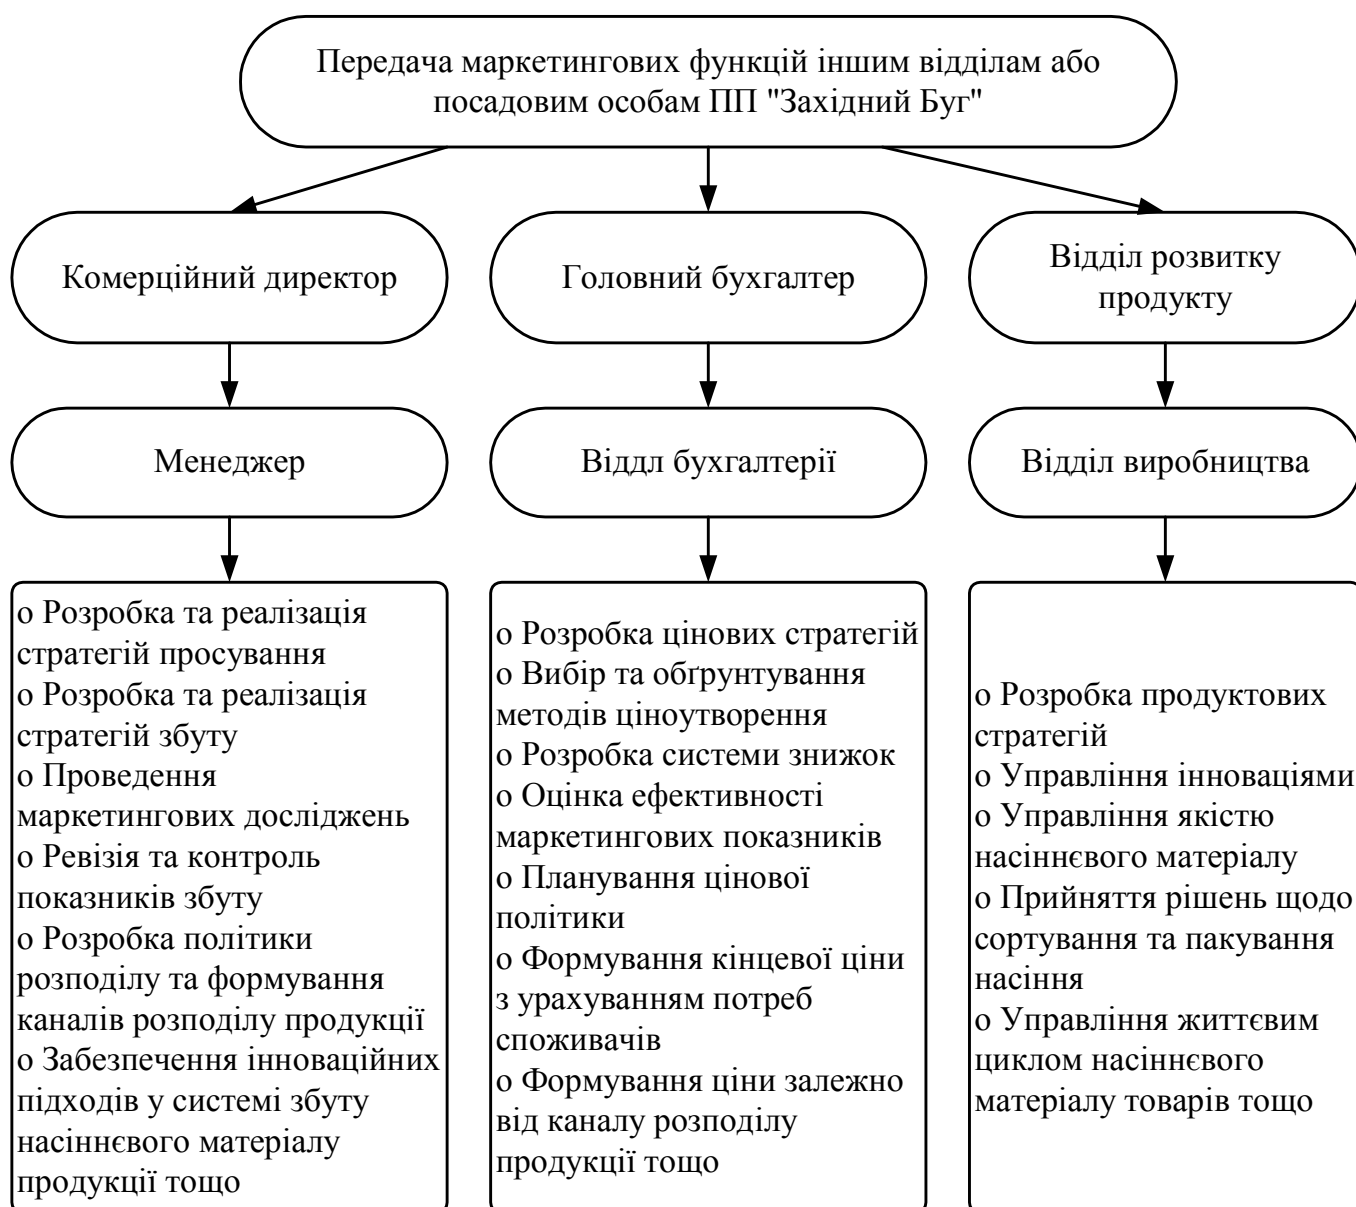 Передача маркетингових функцій іншим відділам або
посадовим особам ПП "Західний Буг"
Комерційний директор
Головний бухгалтер
Відділ розвитку
продукту
Менеджер
Віддл бухгалтерії
Відділ виробництва
о Розробка та реалізація
стратегій просування
о Розробка та реалізація
стратегій збуту
о Проведення
маркетингових досліджень
о Ревізія та контроль
показників збуту
о Розробка політики
розподілу та формування
каналів розподілу продукції
о Забезпечення інноваційних
підходів у системі збуту
насіннєвого матеріалу
продукції тощо
о Розробка цінових стратегій
о Вибір та обґрунтування
методів ціноутворення
о Розробка системи знижок
о Оцінка ефективності
маркетингових показників
о Планування цінової
політики
о Формування кінцевої ціни
з урахуванням потреб
споживачів
о Формування ціни залежно
від каналу розподілу
продукції тощо
о Розробка продуктових
стратегій
о Управління інноваціями
о Управління якістю
насіннєвого матеріалу
о Прийняття рішень щодо
сортування та пакування
насіння
о Управління життєвим
циклом насіннєвого
матеріалу товарів тощо